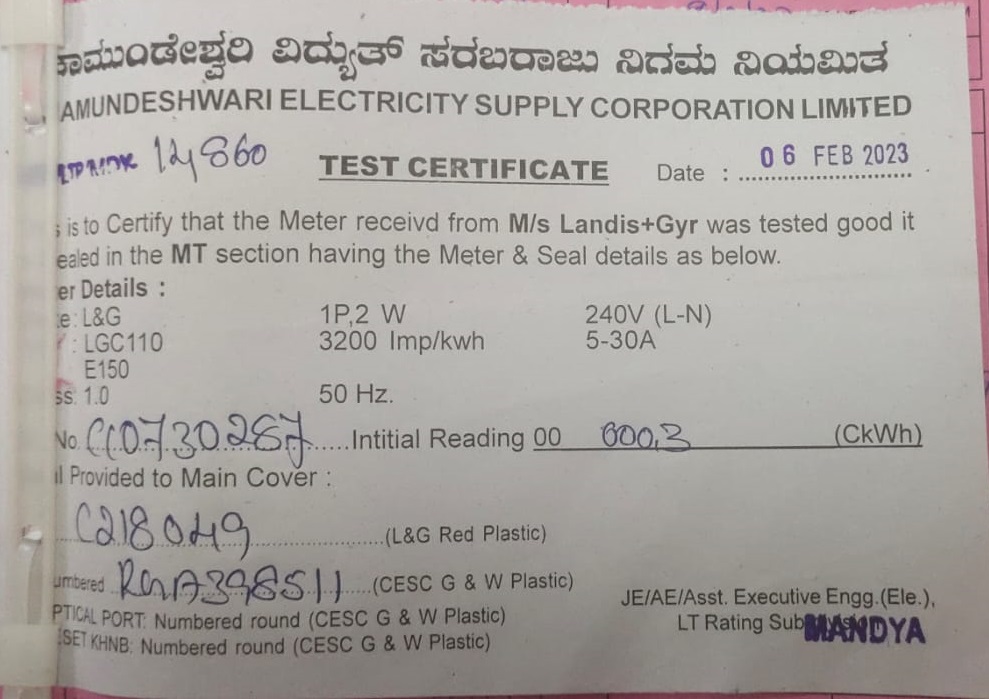 ಚಾಮುಂಡೇಶ್ವರಿ ವಿದ್ಯುತ್ ಸರಬರಾಜು ನಿಗಮ ನಿಯಮಿತ
AMUNDESHWARI ELECTRICITY SUPPLY CORPORATION LIMITED
TEST CERTIFICATE Date : 06 FEB 2023
is to Certify that the Meter receivd from M/s Landis+Gyr was tested good it
ealed in the MT section having the Meter & Seal details as below.
er Details :
e: L&G 1P,2 W 240V (L-N)
: LGC110 3200 Imp/kwh 5-30A
E150
ss: 1.0 50 Hz.
No. CC0730287 Intitial Reading 00 000.3 (CkWh)
l Provided to Main Cover :
C218049 (L&G Red Plastic)
umbered 398511 (CESC G & W Plastic)
PTICAL PORT: Numbered round (CESC G & W Plastic)
SET KHNB: Numbered round (CESC G & W Plastic)
JE/AE/Asst. Executive Engg.(Ele.),
LT Rating Sub MANDYA